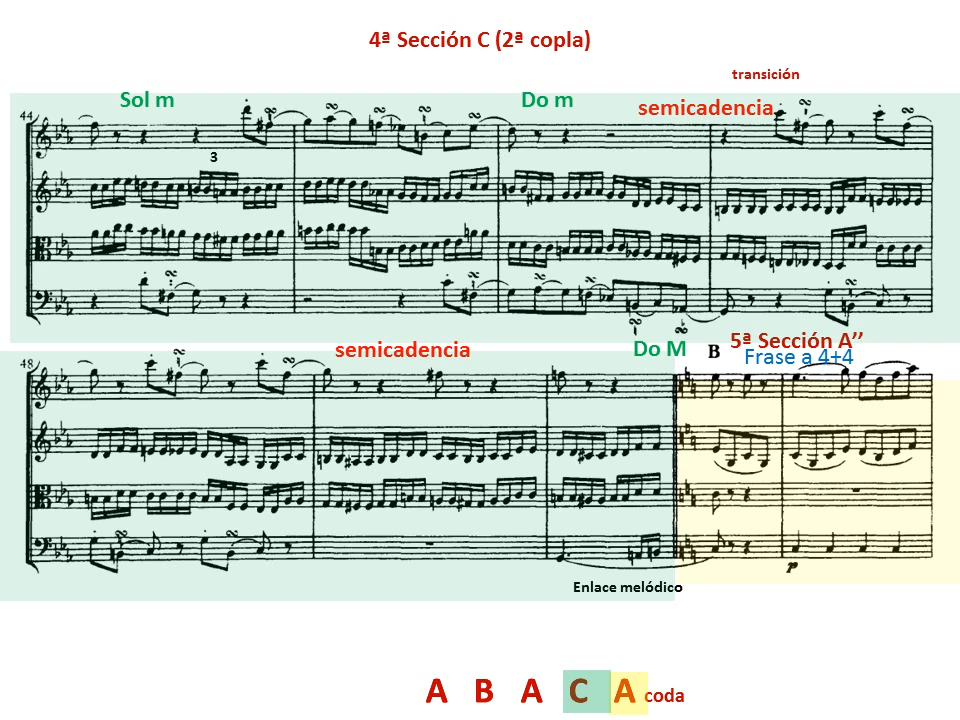 4ª Sección C (2ª copla)
transición
Sol m
Do m
semicadencia
44
3
semicadencia
Do M
B
5ª Sección A’’
Frase a 4+4
48
p
Enlace melódico
A B A C A coda